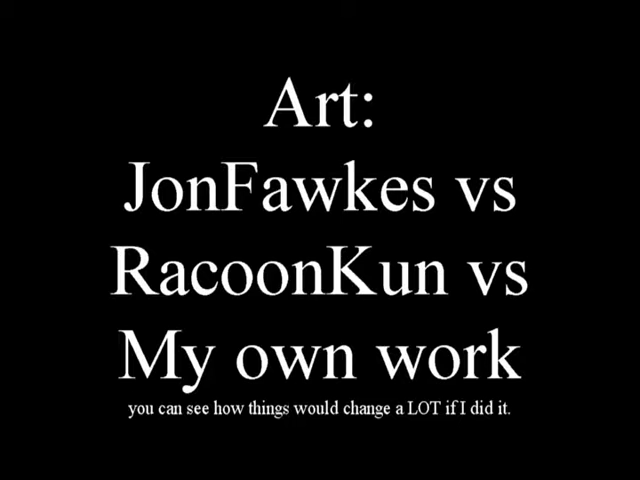 Art:
JonFawkes vs
RacoonKun vs
My own work
you can see how things would change a LOT if I did it.